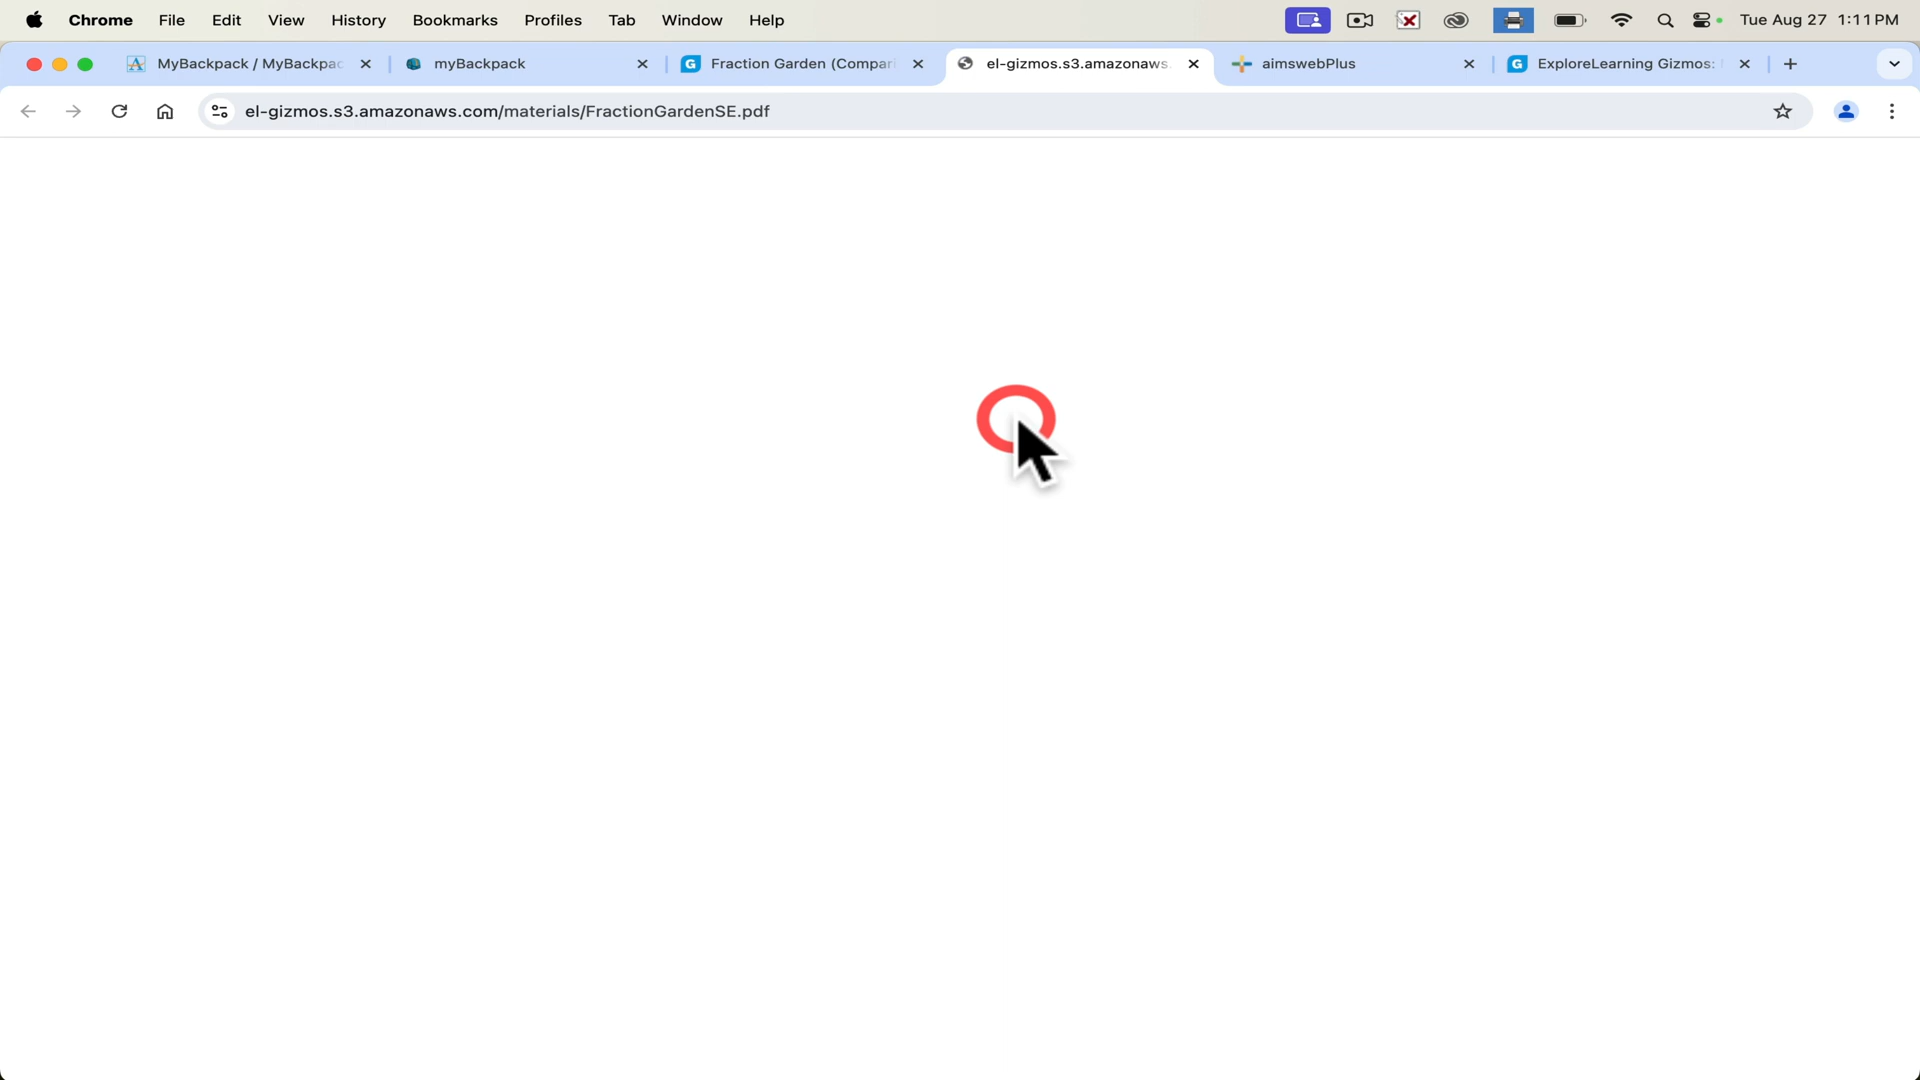 Chrome File Edit View History Bookmarks Profiles Tab Window Help Tue Aug 27 1:11 PM
MyBackpack / MyBackpac myBackpack Fraction Garden (Compari el-gizmos.s3.amazonaws. aimswebPlus ExploreLearning Gizmos:
el-gizmos.s3.amazonaws.com/materials/FractionGardenSE.pdf